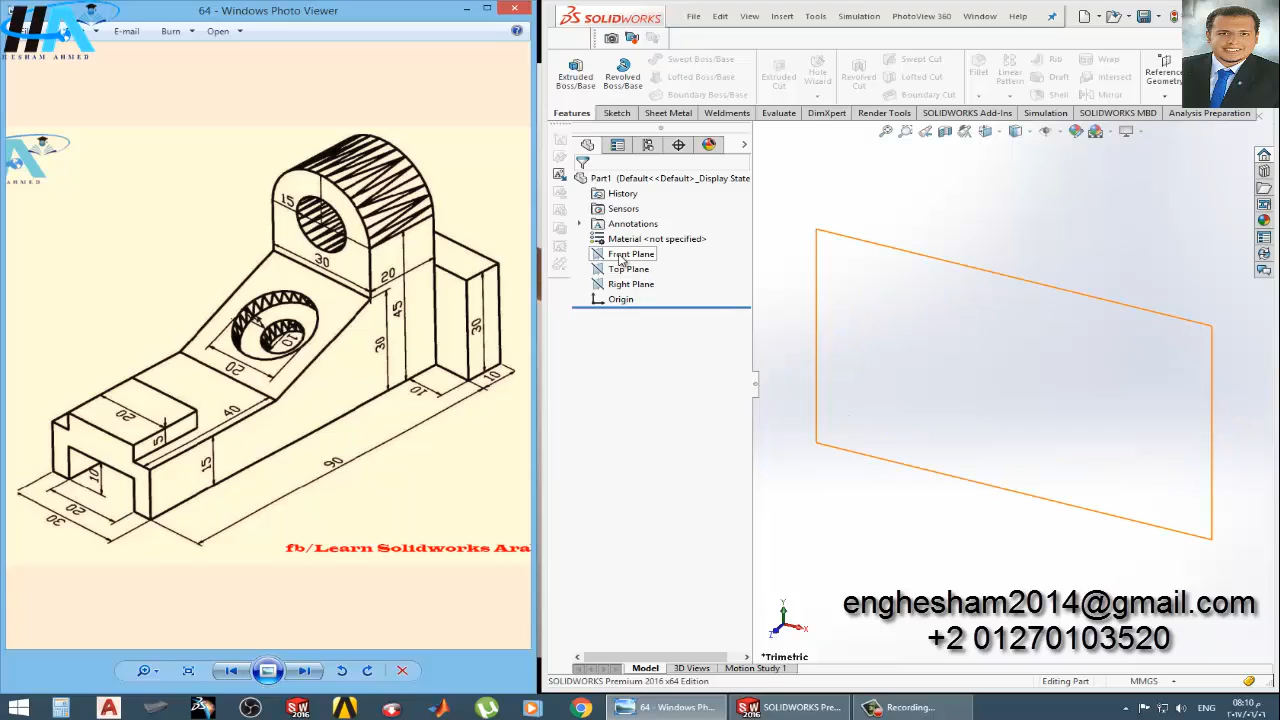 64 - Windows Photo Viewer
E-mail
Burn
Open
HESHAM AHMED
AHMED
15
30
20
45
30
30
10
20
10
10
40
20
5
15
90
10
20
30
fb/Learn Solidworks Ara
SOLIDWORKS
File
Edit
View
Insert
Tools
Simulation
PhotoView 360
Window
Help
Extruded Boss/Base
Revolved Boss/Base
Swept Boss/Base
Lofted Boss/Base
Boundary Boss/Base
Extruded Cut
Hole Wizard
Revolved Cut
Swept Cut
Lofted Cut
Boundary Cut
Fillet
Linear Pattern
Rib
Draft
Shell
Wrap
Intersect
Mirror
Reference Geometry
Features
Sketch
Sheet Metal
Weldments
Evaluate
DimXpert
Render Tools
SOLIDWORKS Add-Ins
Simulation
SOLIDWORKS MBD
Analysis Preparation
Part1 (Default<<Default>_Display State
History
Sensors
Annotations
Material <not specified>
Front Plane
Top Plane
Right Plane
Origin
Y
X
Z
*Trimetric
enghesham2014@gmail.com
+2 01270103520
Model
3D Views
Motion Study 1
SOLIDWORKS Premium 2016 x64 Edition
Editing Part
MMGS
64 - Windows Ph...
SOLIDWORKS Pre...
Recording...
ENG
08:10 م